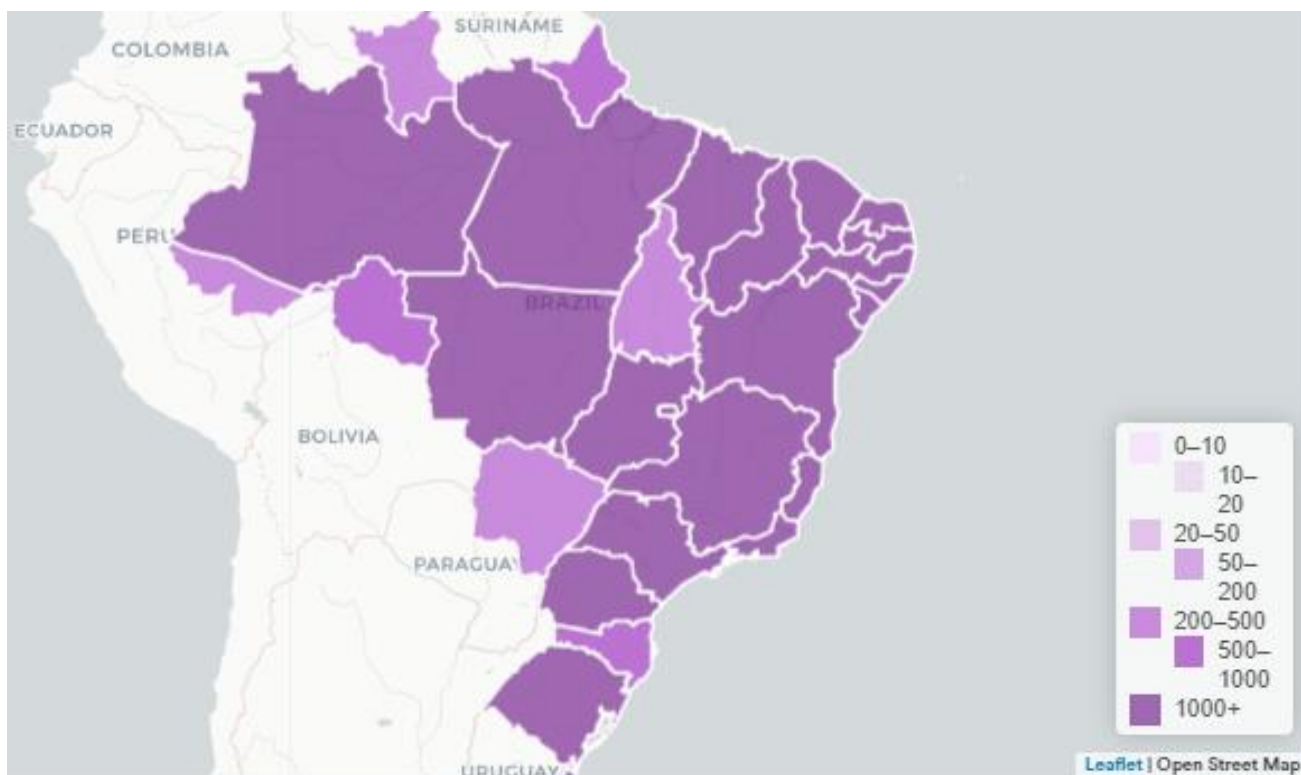 SURINAME
COLOMBIA
ECUADOR
PERU
BRAZIL
BOLIVIA
PARAGUAY
URUGUAY
0–10
10–
20
20–50
50–
200
200–500
500–
1000
1000+
Leaflet | Open Street Map